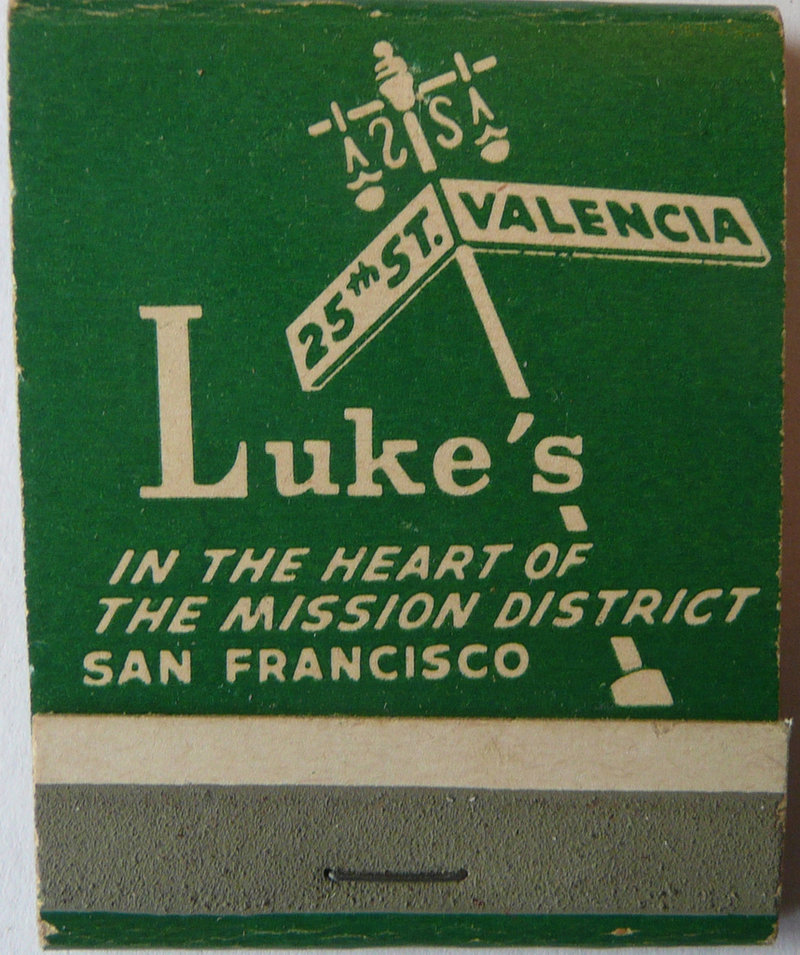 25th ST.
VALENCIA
Luke's
IN THE HEART OF
THE MISSION DISTRICT
SAN FRANCISCO